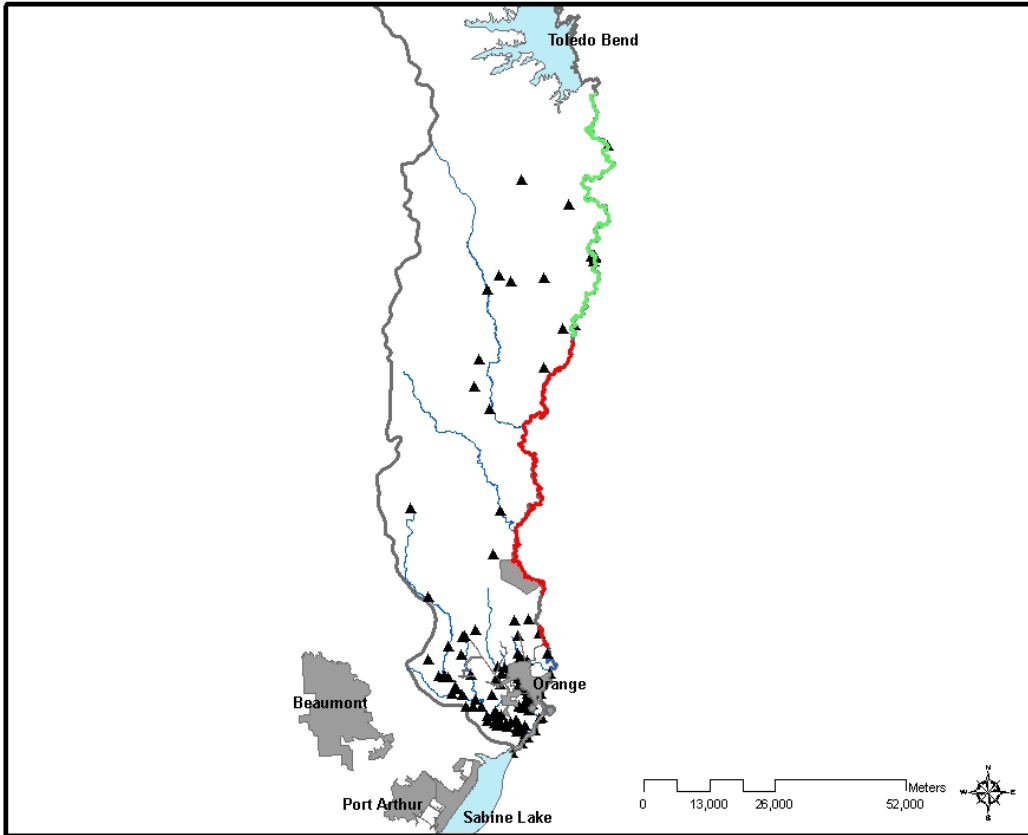 Toledo Bend
Orange
Beaumont
Port Arthur
Sabine Lake
Meters
0 13,000 26,000 52,000
N
W E
S